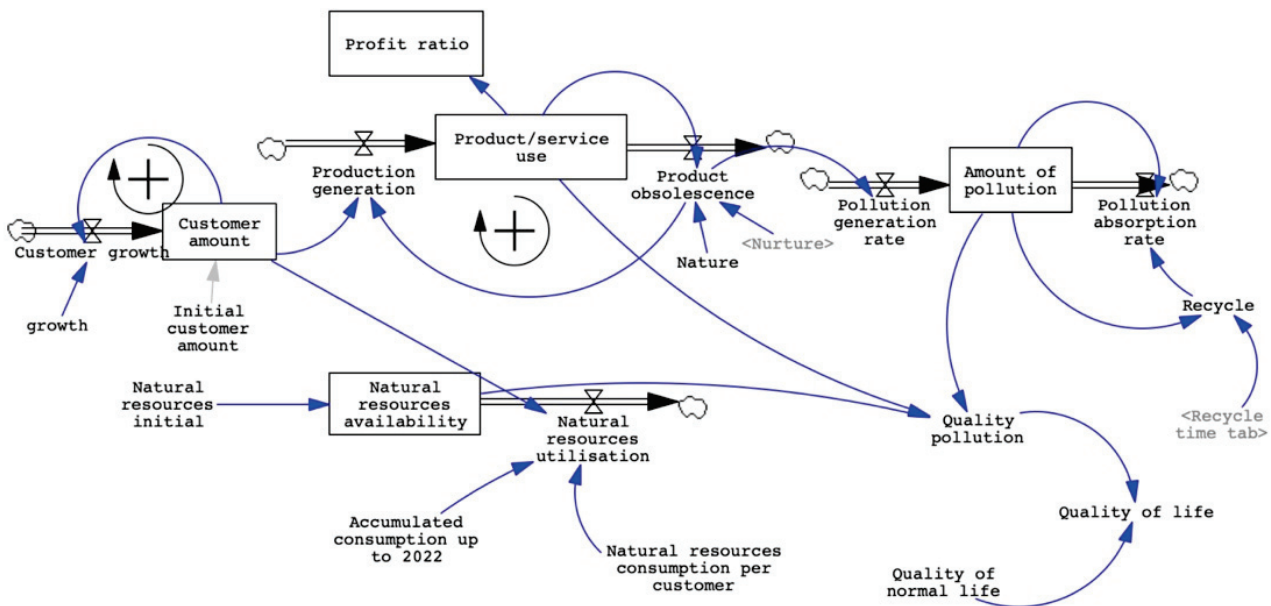 Profit ratio
Product/service
use
Production
generation
Product
obsolescence
Amount of
pollution
Pollution
generation
rate
Pollution
absorption
rate
Customer
amount
Customer growth
<Nurture>
Nature
growth
Initial
customer
amount
Recycle
Natural
resources
initial
Natural
resources
availability
Natural
resources
utilisation
Quality
pollution
<Recycle
time tab>
Accumulated
consumption up
to 2022
Natural resources
consumption per
customer
Quality of life
Quality of
normal life